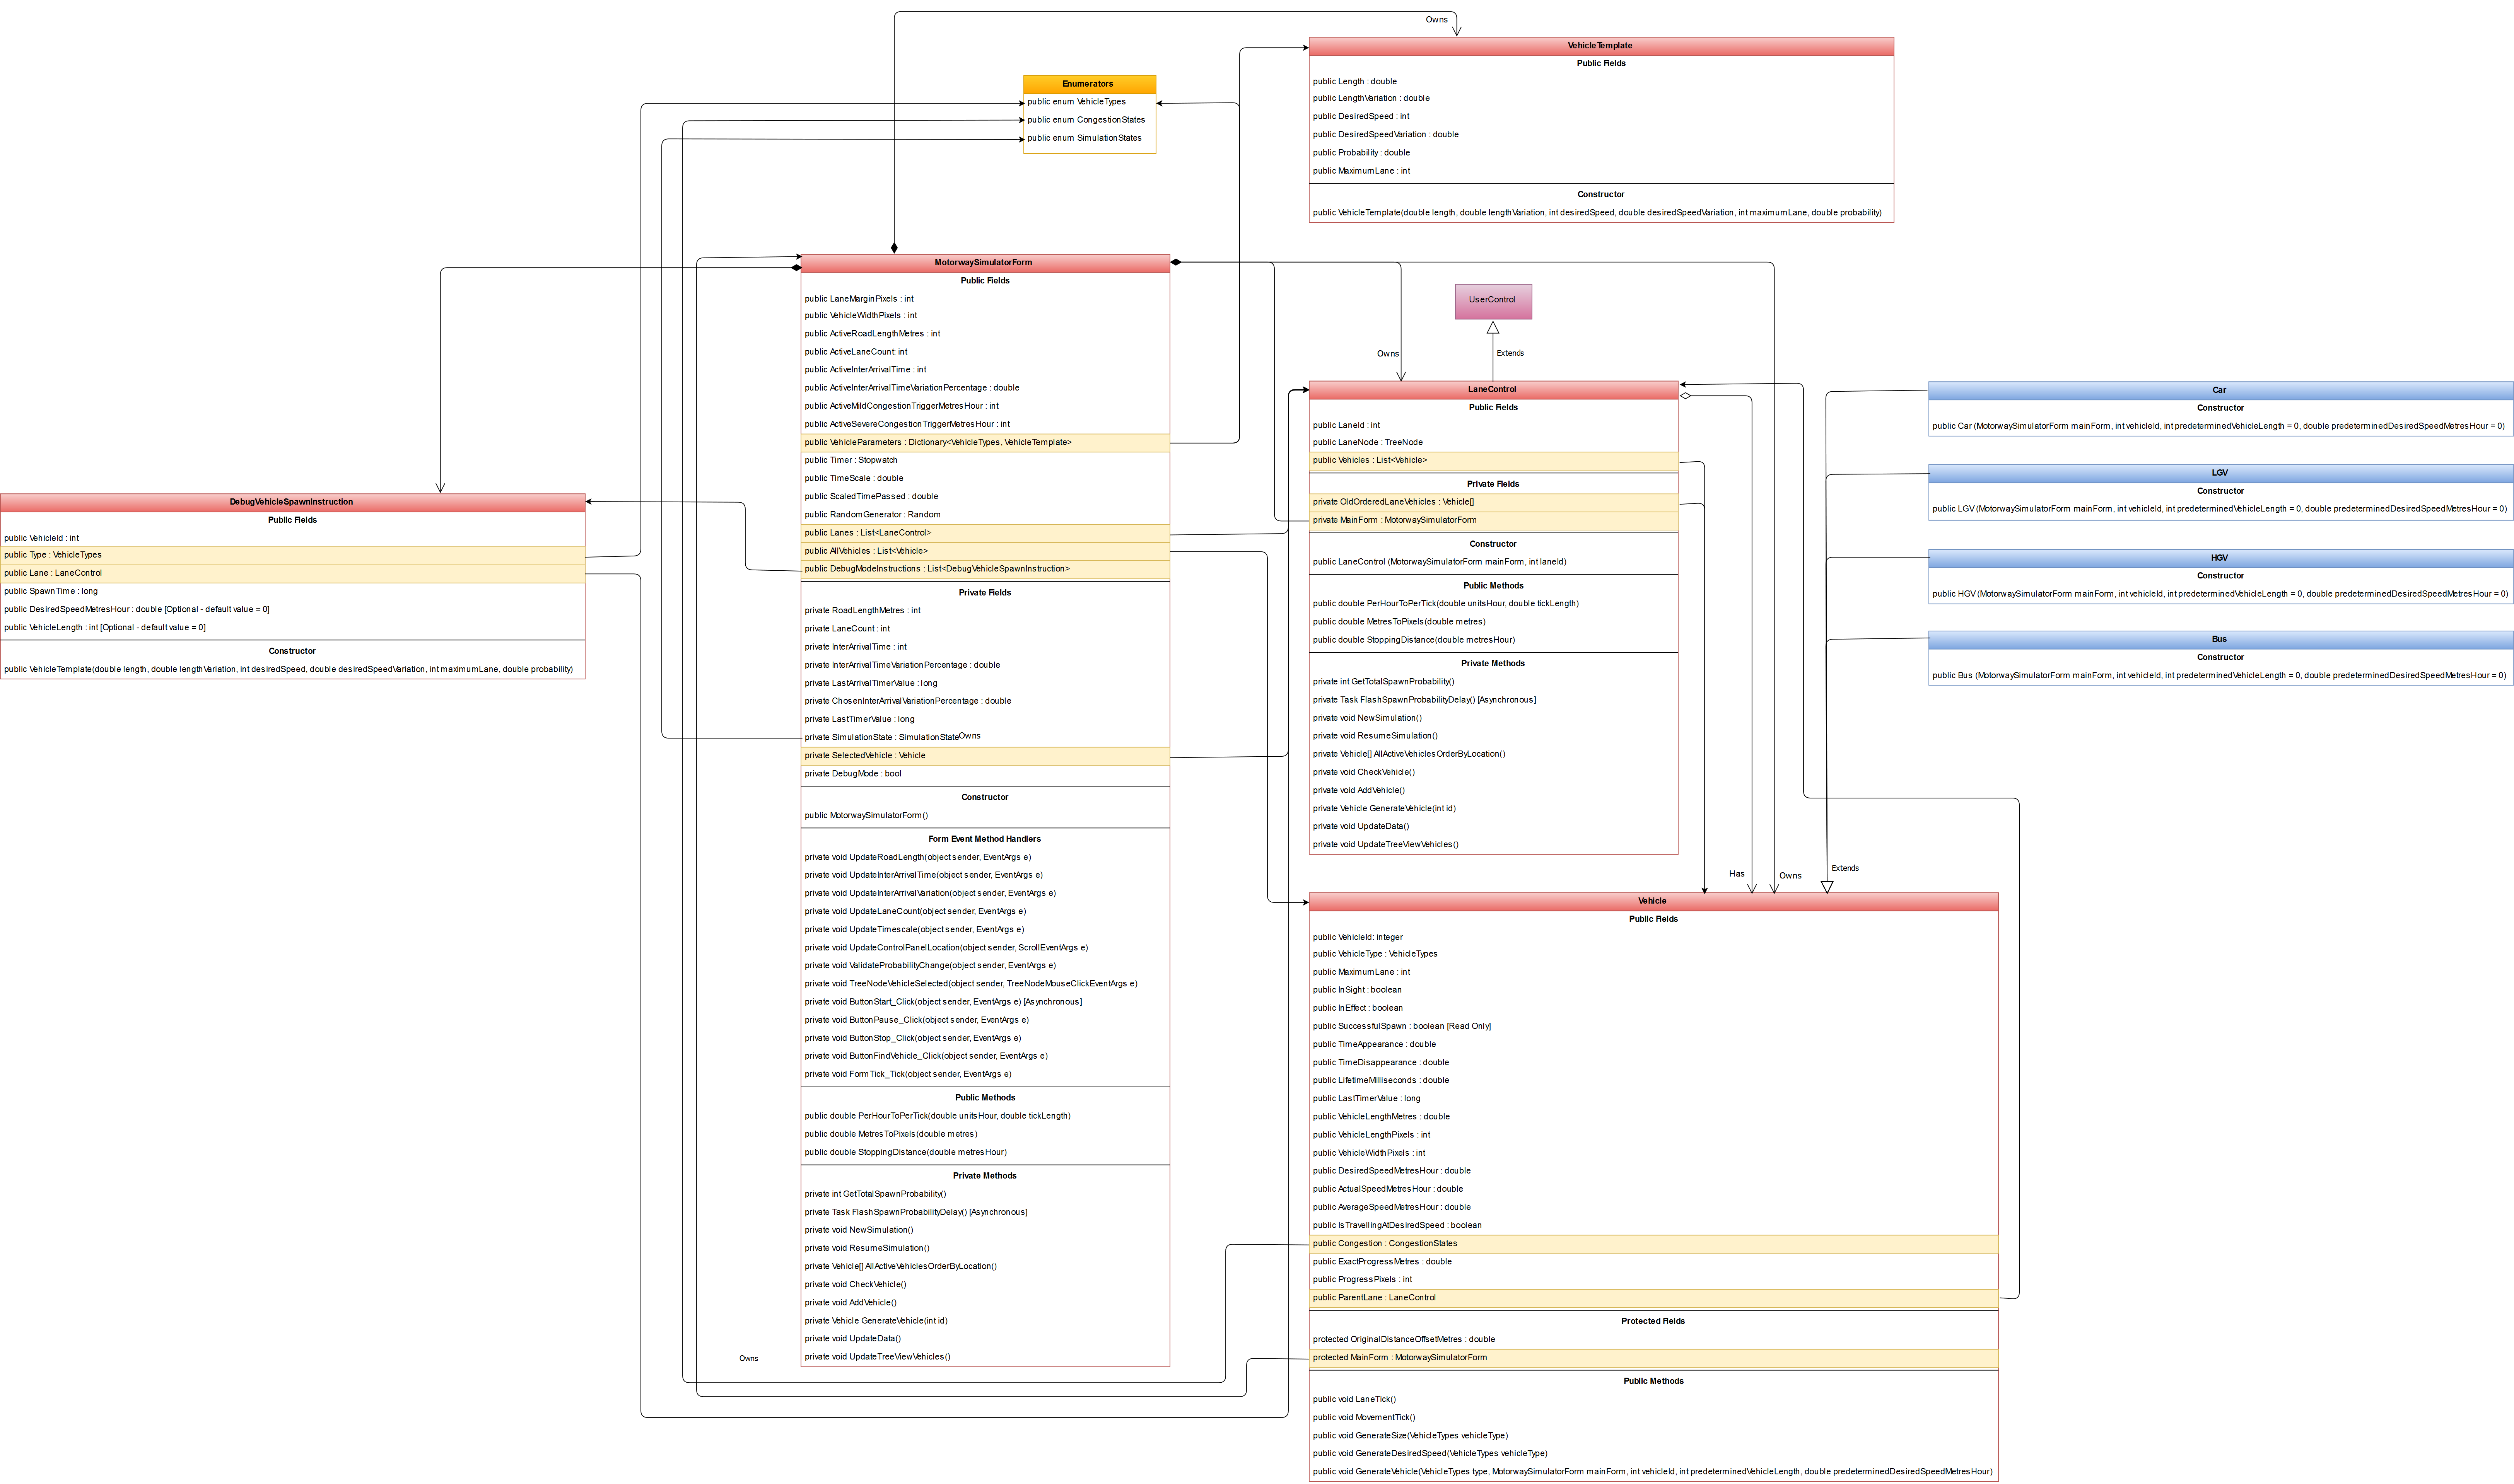 Owns
VehicleTemplate
Public Fields
public Length : double
public LengthVariation : double
public DesiredSpeed : int
public DesiredSpeedVariation : double
public Probability : double
public MaximumLane : int
Constructor
public VehicleTemplate(double length, double lengthVariation, int desiredSpeed, double desiredSpeedVariation, int maximumLane, double probability)
Enumerators
public enum VehicleTypes
public enum CongestionStates
public enum SimulationStates
MotorwaySimulatorForm
Public Fields
public LaneMarginPixels : int
public VehicleWidthPixels : int
public ActiveRoadLengthMetres : int
public ActiveLaneCount: int
public ActiveInterArrivalTime : int
public ActiveInterArrivalTimeVariationPercentage : double
public ActiveMildCongestionTriggerMetresHour : int
public ActiveSevereCongestionTriggerMetresHour : int
public VehicleParameters : Dictionary<VehicleTypes, VehicleTemplate>
public Timer : Stopwatch
public TimeScale : double
public ScaledTimePassed : double
public RandomGenerator : Random
public Lanes : List<LaneControl>
public AllVehicles : List<Vehicle>
public DebugModeInstructions : List<DebugVehicleSpawnInstruction>
Private Fields
private RoadLengthMetres : int
private LaneCount : int
private InterArrivalTime : int
private InterArrivalTimeVariationPercentage : double
private LastArrivalTimerValue : long
private ChosenInterArrivalVariationPercentage : double
private LastTimerValue : long
private SimulationState : SimulationState
Owns
private SelectedVehicle : Vehicle
private DebugMode : bool
Constructor
public MotorwaySimulatorForm()
Form Event Method Handlers
private void UpdateRoadLength(object sender, EventArgs e)
private void UpdateInterArrivalTime(object sender, EventArgs e)
private void UpdateInterArrivalVariation(object sender, EventArgs e)
private void UpdateLaneCount(object sender, EventArgs e)
private void UpdateTimescale(object sender, EventArgs e)
private void UpdateControlPanelLocation(object sender, ScrollEventArgs e)
private void ValidateProbabilityChange(object sender, EventArgs e)
private void TreeNodeVehicleSelected(object sender, TreeNodeMouseClickEventArgs e)
private void ButtonStart_Click(object sender, EventArgs e) [Asynchronous]
private void ButtonPause_Click(object sender, EventArgs e)
private void ButtonStop_Click(object sender, EventArgs e)
private void ButtonFindVehicle_Click(object sender, EventArgs e)
private void FormTick_Tick(object sender, EventArgs e)
Public Methods
public double PerHourToPerTick(double unitsHour, double tickLength)
public double MetresToPixels(double metres)
public double StoppingDistance(double metresHour)
Private Methods
private int GetTotalSpawnProbability()
private Task FlashSpawnProbabilityDelay() [Asynchronous]
private void NewSimulation()
private void ResumeSimulation()
private Vehicle[] AllActiveVehiclesOrderByLocation()
private void CheckVehicle()
private void AddVehicle()
private Vehicle GenerateVehicle(int id)
private void UpdateData()
private void UpdateTreeViewVehicles()
Owns
DebugVehicleSpawnInstruction
Public Fields
public VehicleId : int
public Type : VehicleTypes
public Lane : LaneControl
public SpawnTime : long
public DesiredSpeedMetresHour : double [Optional - default value = 0]
public VehicleLength : int [Optional - default value = 0]
Constructor
public VehicleTemplate(double length, double lengthVariation, int desiredSpeed, double desiredSpeedVariation, int maximumLane, double probability)
UserControl
Extends
Owns
LaneControl
Public Fields
public LaneId : int
public LaneNode : TreeNode
public Vehicles : List<Vehicle>
Private Fields
private OldOrderedLaneVehicles : Vehicle[]
private MainForm : MotorwaySimulatorForm
Constructor
public LaneControl (MotorwaySimulatorForm mainForm, int laneId)
Public Methods
public double PerHourToPerTick(double unitsHour, double tickLength)
public double MetresToPixels(double metres)
public double StoppingDistance(double metresHour)
Private Methods
private int GetTotalSpawnProbability()
private Task FlashSpawnProbabilityDelay() [Asynchronous]
private void NewSimulation()
private void ResumeSimulation()
private Vehicle[] AllActiveVehiclesOrderByLocation()
private void CheckVehicle()
private void AddVehicle()
private Vehicle GenerateVehicle(int id)
private void UpdateData()
private void UpdateTreeViewVehicles()
Car
Constructor
public Car (MotorwaySimulatorForm mainForm, int vehicleId, int predeterminedVehicleLength = 0, double predeterminedDesiredSpeedMetresHour = 0)
LGV
Constructor
public LGV (MotorwaySimulatorForm mainForm, int vehicleId, int predeterminedVehicleLength = 0, double predeterminedDesiredSpeedMetresHour = 0)
HGV
Constructor
public HGV (MotorwaySimulatorForm mainForm, int vehicleId, int predeterminedVehicleLength = 0, double predeterminedDesiredSpeedMetresHour = 0)
Bus
Constructor
public Bus (MotorwaySimulatorForm mainForm, int vehicleId, int predeterminedVehicleLength = 0, double predeterminedDesiredSpeedMetresHour = 0)
Has
Owns
Extends
Vehicle
Public Fields
public VehicleId: integer
public VehicleType : VehicleTypes
public MaximumLane : int
public InSight : boolean
public InEffect : boolean
public SuccessfulSpawn : boolean [Read Only]
public TimeAppearance : double
public TimeDisappearance : double
public LifetimeMilliseconds : double
public LastTimerValue : long
public VehicleLengthMetres : double
public VehicleLengthPixels : int
public VehicleWidthPixels : int
public DesiredSpeedMetresHour : double
public ActualSpeedMetresHour : double
public AverageSpeedMetresHour : double
public IsTravellingAtDesiredSpeed : boolean
public Congestion : CongestionStates
public ExactProgressMetres : double
public ProgressPixels : int
public ParentLane : LaneControl
Protected Fields
protected OriginalDistanceOffsetMetres : double
protected MainForm : MotorwaySimulatorForm
Public Methods
public void LaneTick()
public void MovementTick()
public void GenerateSize(VehicleTypes vehicleType)
public void GenerateDesiredSpeed(VehicleTypes vehicleType)
public void GenerateVehicle(VehicleTypes type, MotorwaySimulatorForm mainForm, int vehicleId, int predeterminedVehicleLength, double predeterminedDesiredSpeedMetresHour)